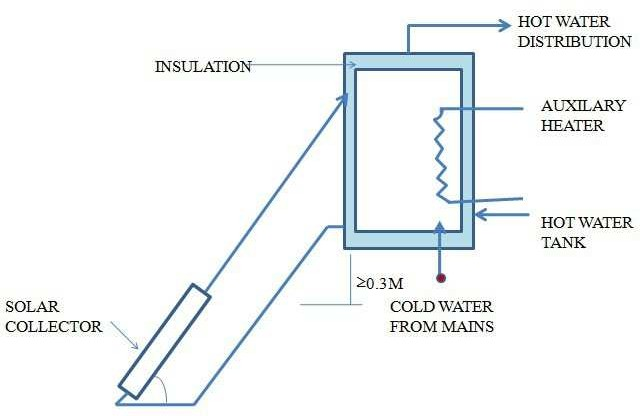 HOT WATER
DISTRIBUTION
INSULATION
AUXILARY
HEATER
HOT WATER
TANK
≥0.3M
SOLAR
COLLECTOR
COLD WATER
FROM MAINS